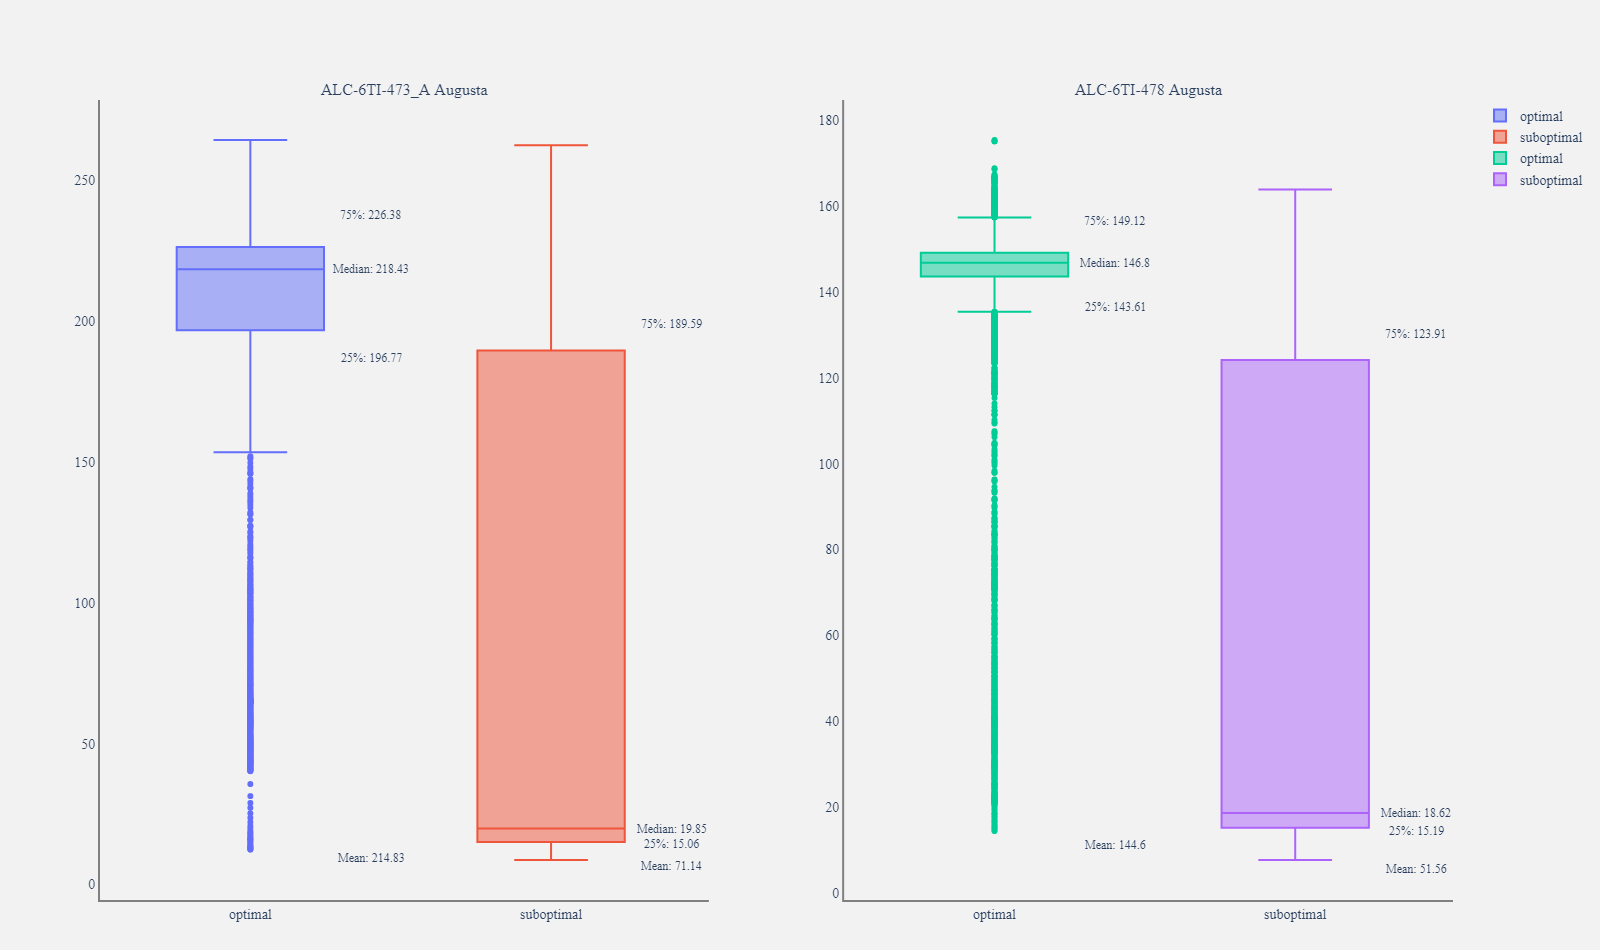 ALC-6TI-473_A Augusta
250
200
150
100
50
0
75%: 226.38
Median: 218.43
25%: 196.77
Mean: 214.83
75%: 189.59
Median: 19.85
25%: 15.06
Mean: 71.14
optimal
suboptimal
ALC-6TI-478 Augusta
180
160
140
120
100
80
60
40
20
0
75%: 149.12
Median: 146.8
25%: 143.61
Mean: 144.6
75%: 123.91
Median: 18.62
25%: 15.19
Mean: 51.56
optimal
suboptimal
optimal
suboptimal
optimal
suboptimal